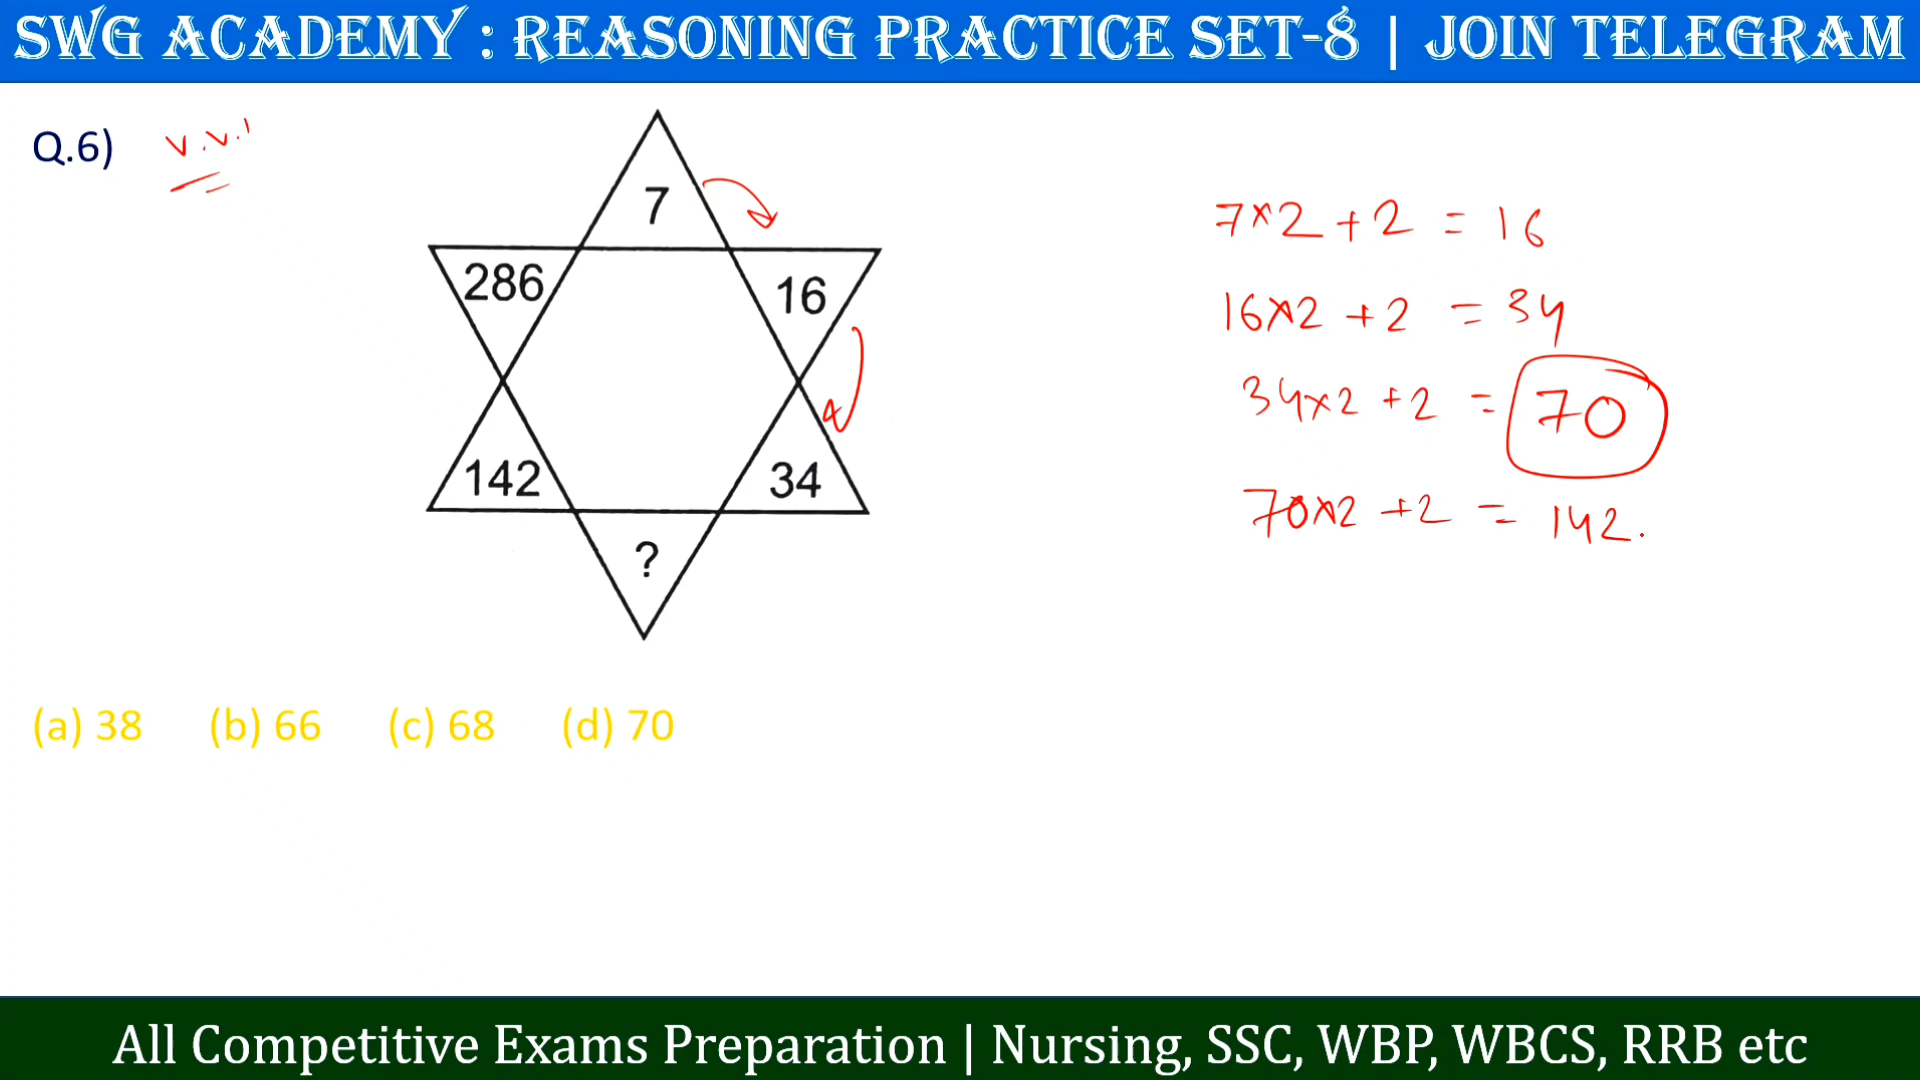 SWG ACADEMY : REASONING PRACTICE SET-8 | JOIN TELEGRAM
Q.6) v.v.1
7
286
16
142
34
?
7×2 +2 = 16
16×2 +2 = 34
34×2 +2 = 70
70×2 +2 = 142.
(a) 38 (b) 66 (c) 68 (d) 70
All Competitive Exams Preparation | Nursing, SSC, WBP, WBCS, RRB etc